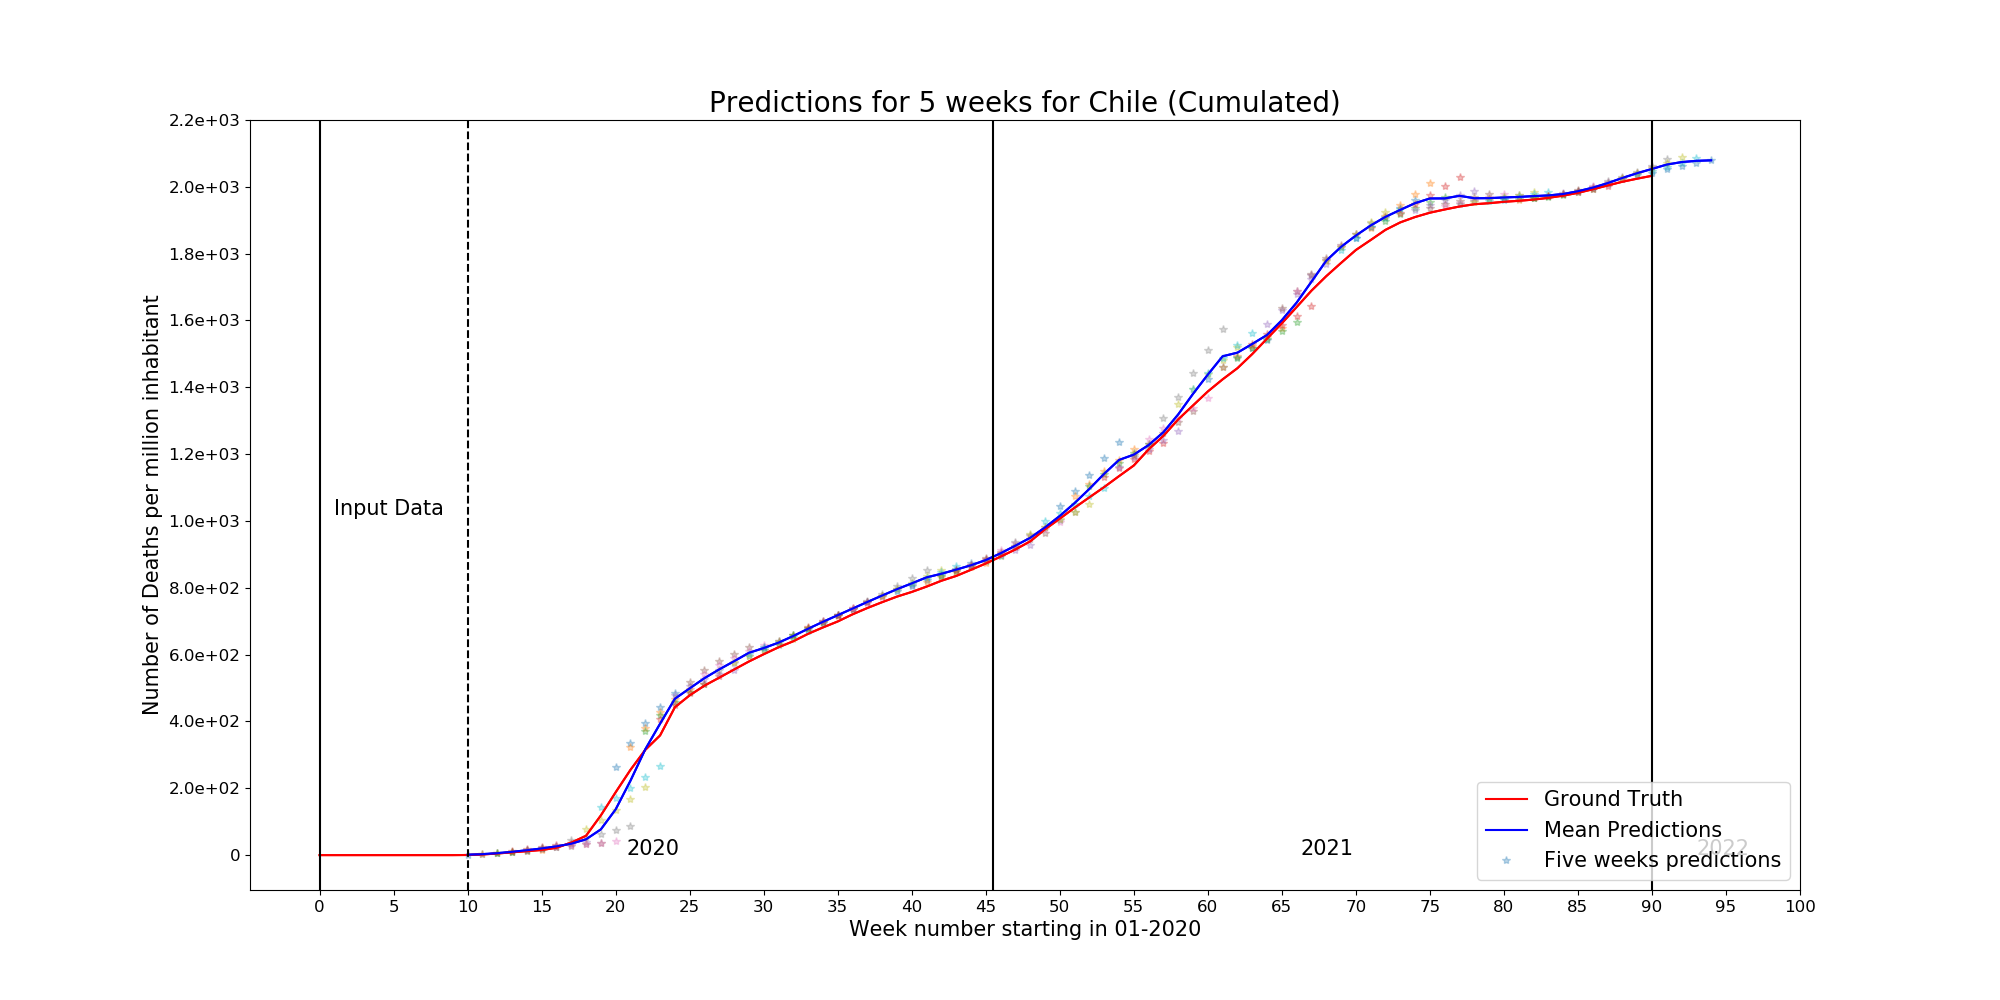 Predictions for 5 weeks for Chile (Cumulated)
2.2e+03
2.0e+03
1.8e+03
1.6e+03
1.4e+03
1.2e+03
1.0e+03
8.0e+02
6.0e+02
4.0e+02
2.0e+02
0
Number of Deaths per million inhabitant
Input Data
2020
2021
2022
Ground Truth
Mean Predictions
Five weeks predictions
0 5 10 15 20 25 30 35 40 45 50 55 60 65 70 75 80 85 90 95 100
Week number starting in 01-2020